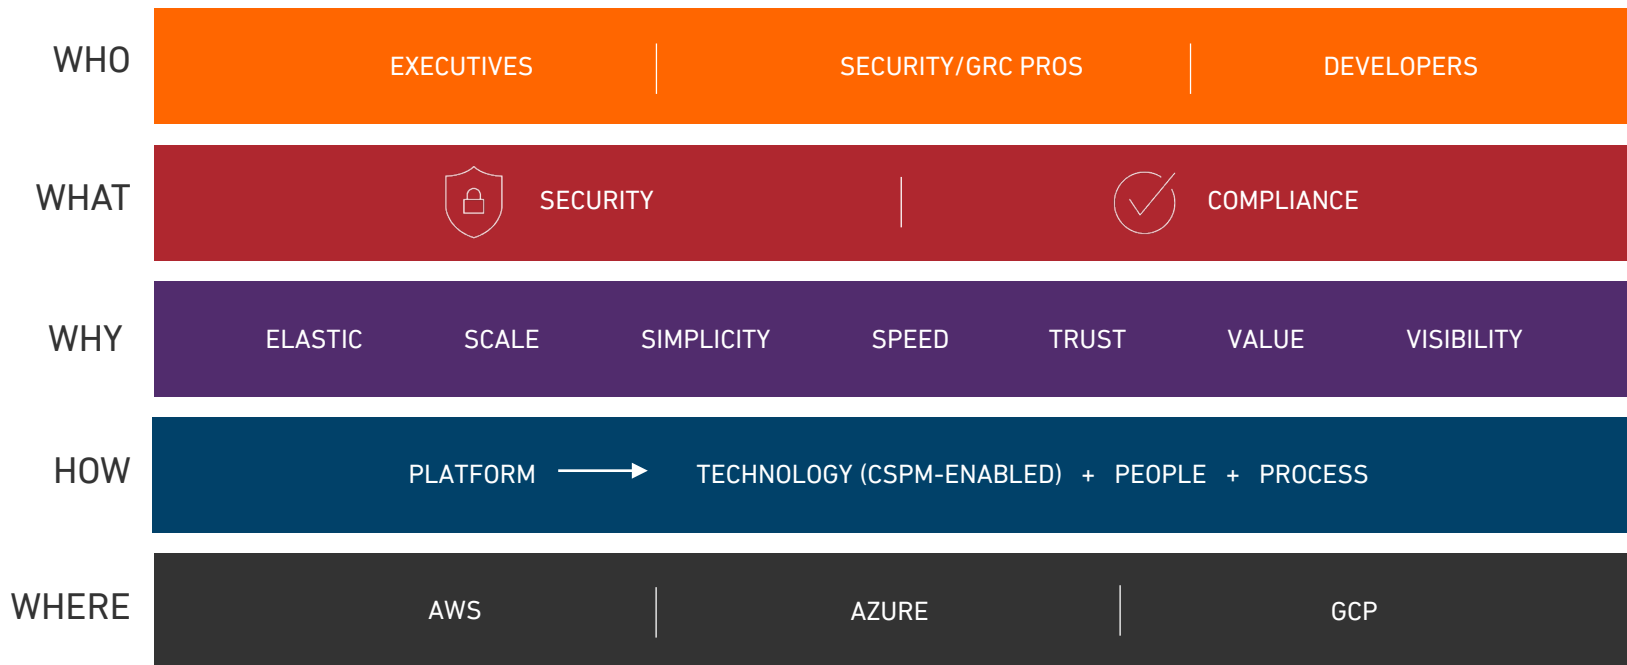 WHO
EXECUTIVES SECURITY/GRC PROS DEVELOPERS
WHAT
SECURITY COMPLIANCE
WHY
ELASTIC SCALE SIMPLICITY SPEED TRUST VALUE VISIBILITY
HOW
PLATFORM TECHNOLOGY (CSPM-ENABLED) + PEOPLE + PROCESS
WHERE
AWS AZURE GCP